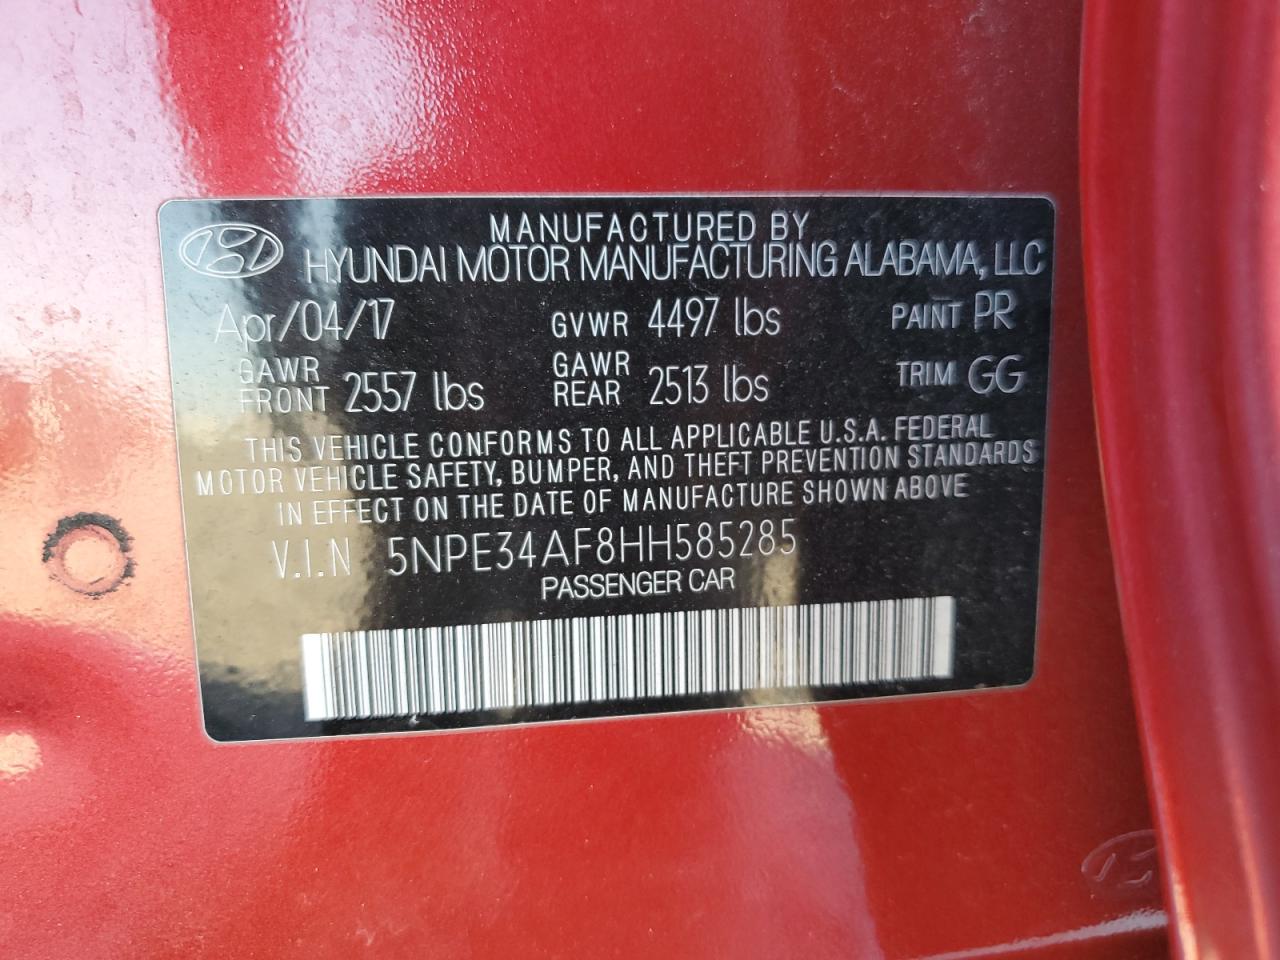 MANUFACTURED BY
HYUNDAI MOTOR MANUFACTURING ALABAMA, LLC
Apr/04/17 GVWR 4497 lbs PAINT PR
GAWR FRONT 2557 lbs GAWR REAR 2513 lbs TRIM GG
THIS VEHICLE CONFORMS TO ALL APPLICABLE U.S.A. FEDERAL
MOTOR VEHICLE SAFETY, BUMPER, AND THEFT PREVENTION STANDARDS
IN EFFECT ON THE DATE OF MANUFACTURE SHOWN ABOVE
V.I.N 5NPE34AF8HH585285
PASSENGER CAR